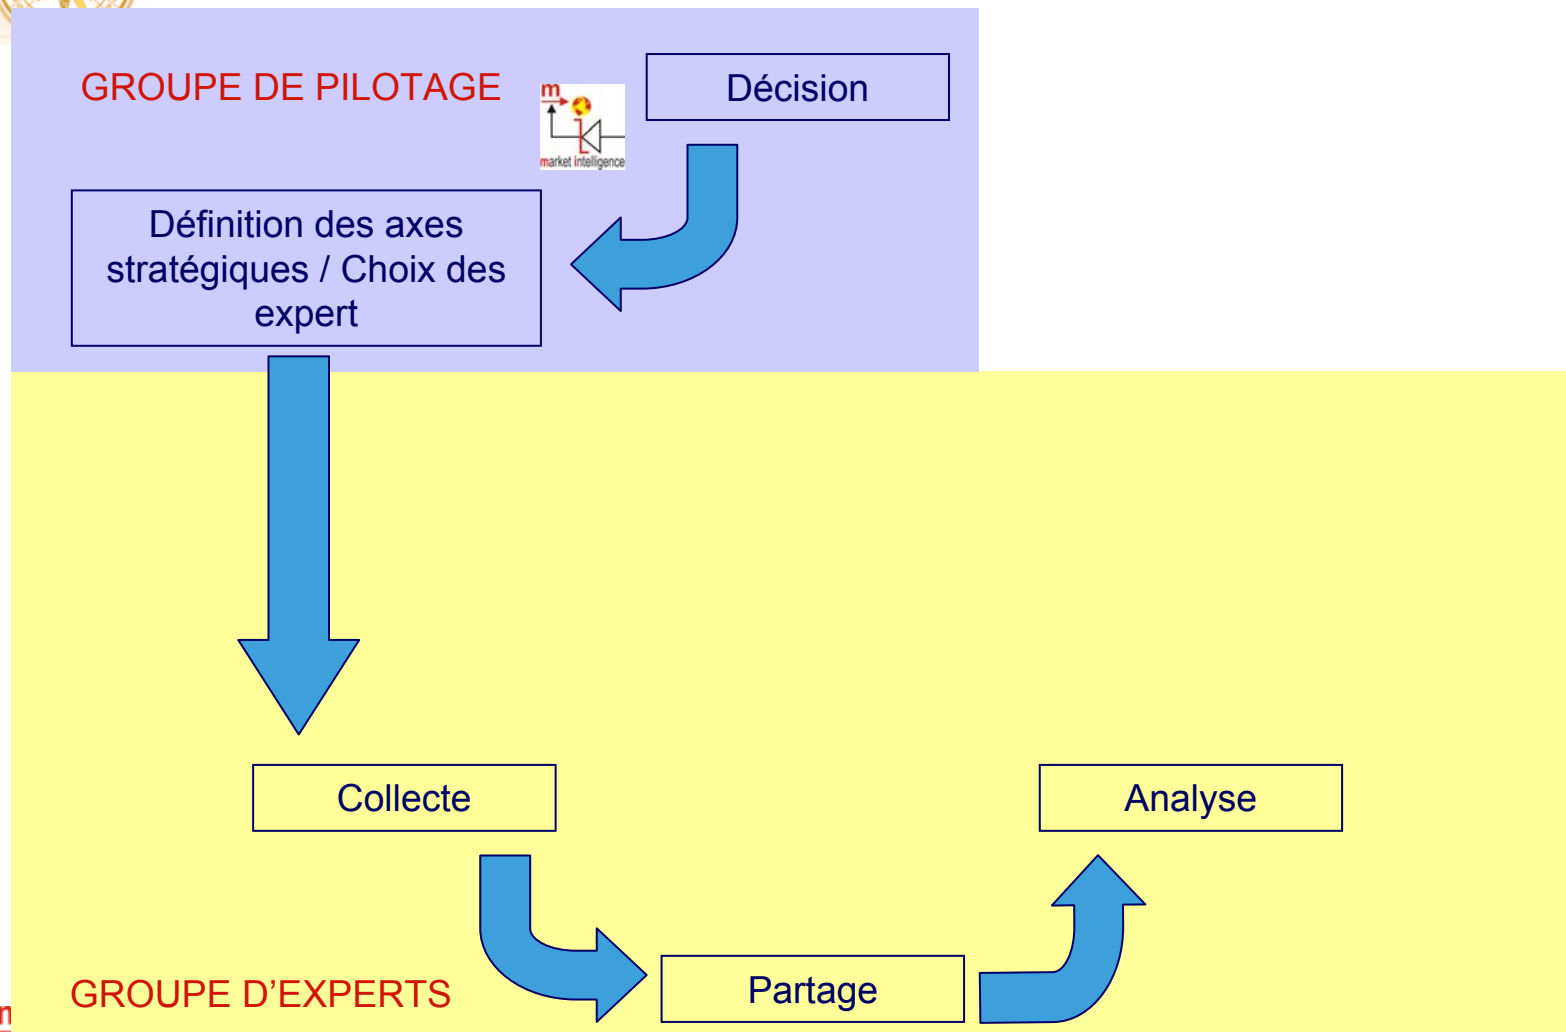 GROUPE DE PILOTAGE
Décision
m
market intelligence
Définition des axes
stratégiques / Choix des
expert
Collecte
Analyse
Partage
GROUPE D’EXPERTS